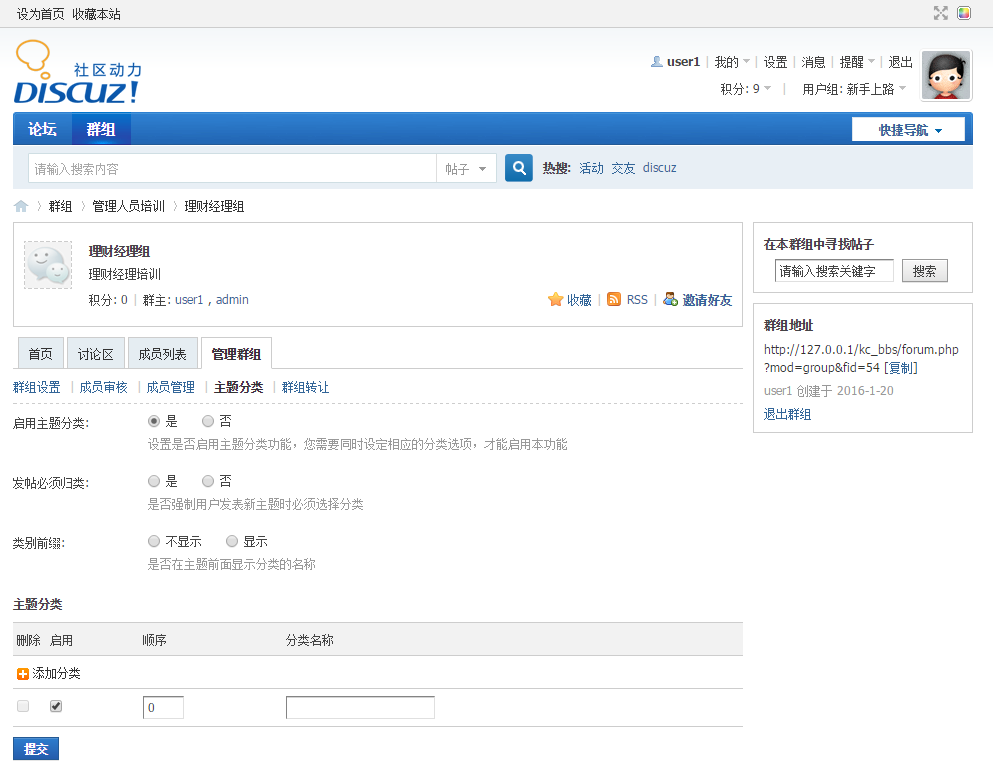 设为首页 收藏本站
社区动力
DISCUZ!
user1 | 我的 | 设置 | 消息 | 提醒 | 退出
积分: 9 | 用户组: 新手上路
论坛 群组 快捷导航
请输入搜索内容 帖子 热搜: 活动 交友 discuz
群组 › 管理人员培训 › 理财经理组
理财经理组
理财经理培训
积分: 0 | 群主: user1 , admin
收藏 | RSS | 邀请好友
在本群组中寻找帖子
请输入搜索关键字 搜索
群组地址
http://127.0.0.1/kc_bbs/forum.php
?mod=group&fid=54 [复制]
user1 创建于 2016-1-20
退出群组
首页 讨论区 成员列表 管理群组
群组设置 | 成员审核 | 成员管理 | 主题分类 | 群组转让
启用主题分类: 是 否
设置是否启用主题分类功能，您需要同时设定相应的分类选项，才能启用本功能
发帖必须归类: 是 否
是否强制用户发表新主题时必须选择分类
类别前缀: 不显示 显示
是否在主题前面显示分类的名称
主题分类
删除 启用 顺序 分类名称
添加分类
0
提交